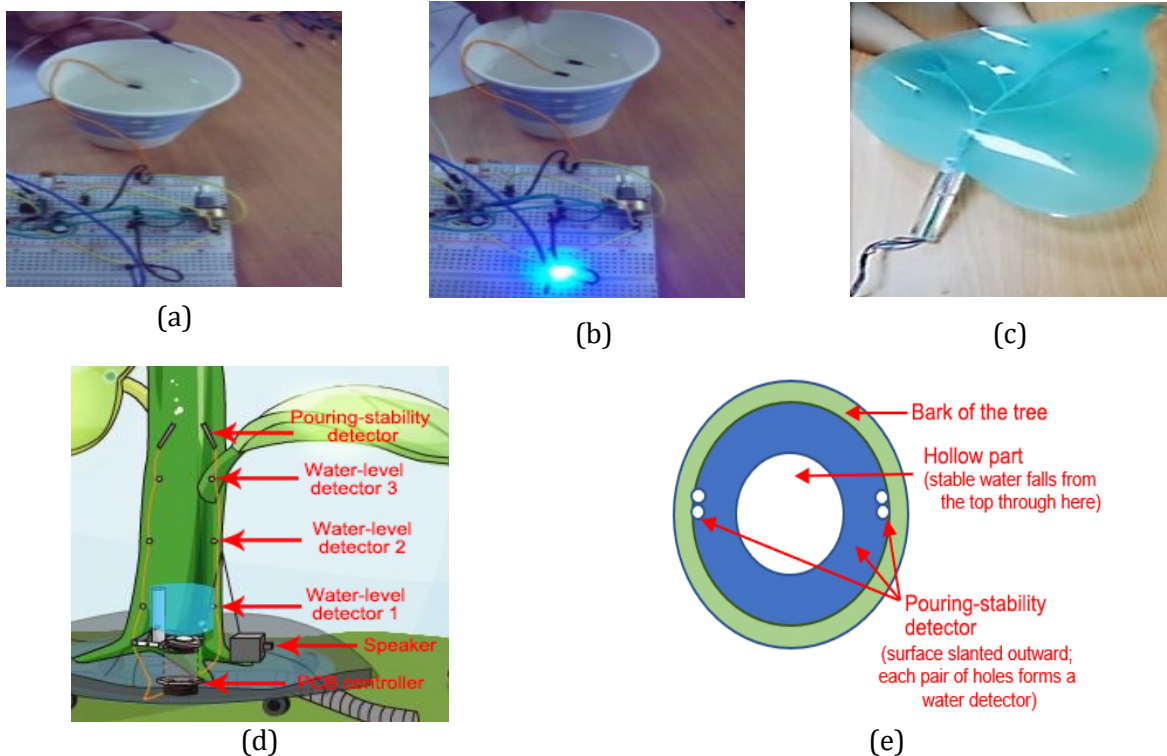 (a)
(b)
(c)
Pouring-stability
detector
Water-level
detector 3
Water-level
detector 2
Water-level
detector 1
Speaker
PCB controller
(d)
Bark of the tree
Hollow part
(stable water falls from
the top through here)
Pouring-stability
detector
(surface slanted outward;
each pair of holes forms a
water detector)
(e)